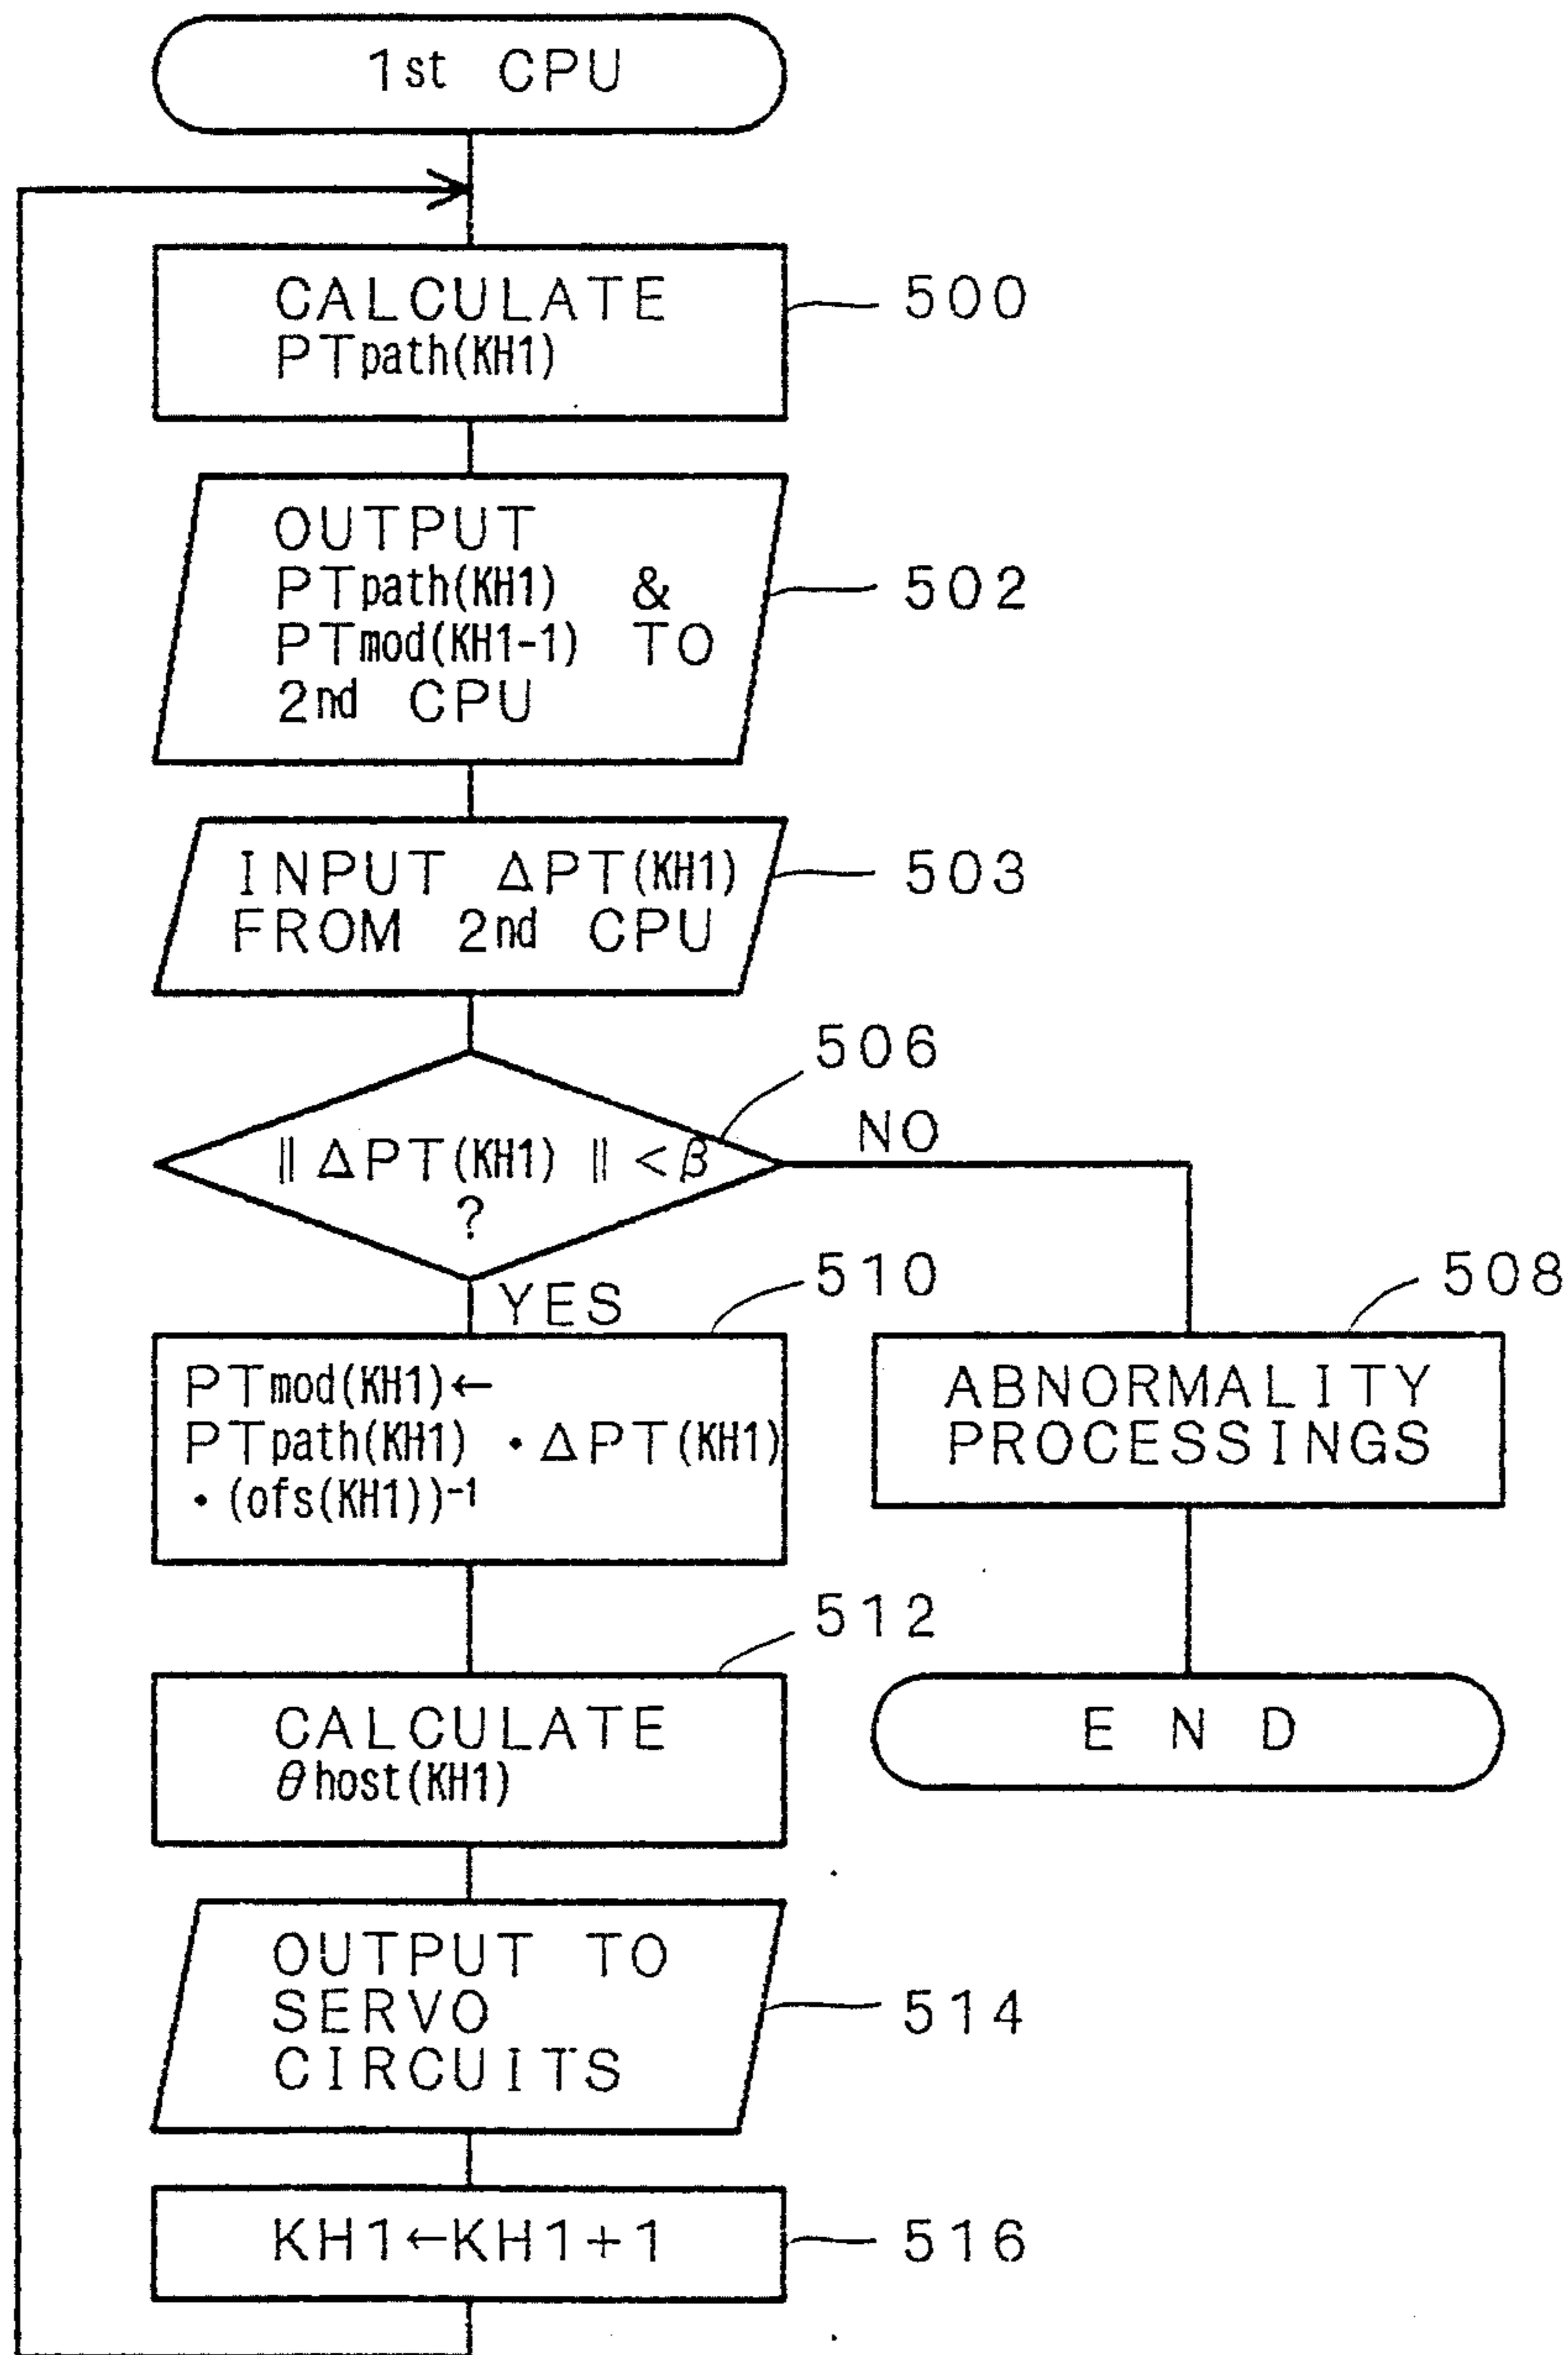 1st CPU
CALCULATE
PTpath(KH1)
500
OUTPUT
PTpath(KH1) &
PTmod(KH1-1) TO
2nd CPU
502
INPUT ΔPT(KH1)
FROM 2nd CPU
503
506
‖ΔPT(KH1)‖<β
?
NO
YES
510
PTmod(KH1)←
PTpath(KH1) · ΔPT(KH1)
· (ofs(KH1))⁻¹
508
ABNORMALITY
PROCESSINGS
512
CALCULATE
θhost(KH1)
END
OUTPUT TO
SERVO
CIRCUITS
514
KH1←KH1+1
516